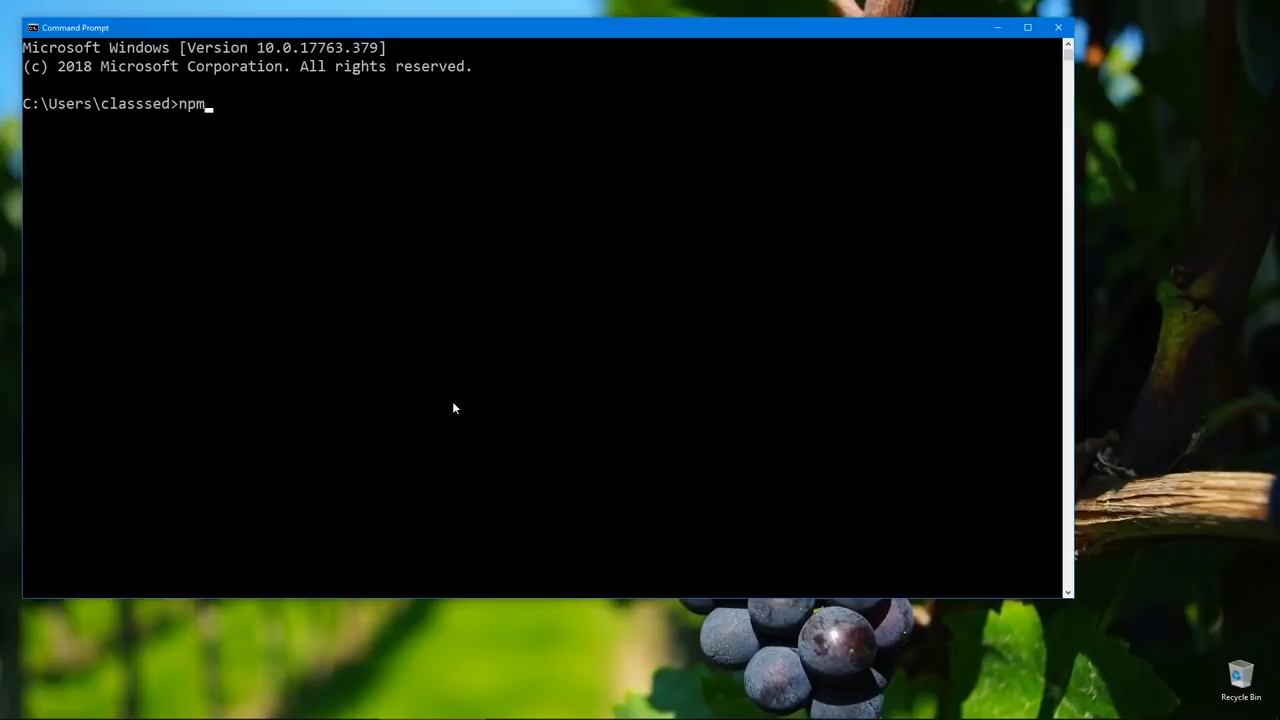 Command Prompt
Microsoft Windows [Version 10.0.17763.379]
(c) 2018 Microsoft Corporation. All rights reserved.
C:\Users\classsed>npm
Recycle Bin